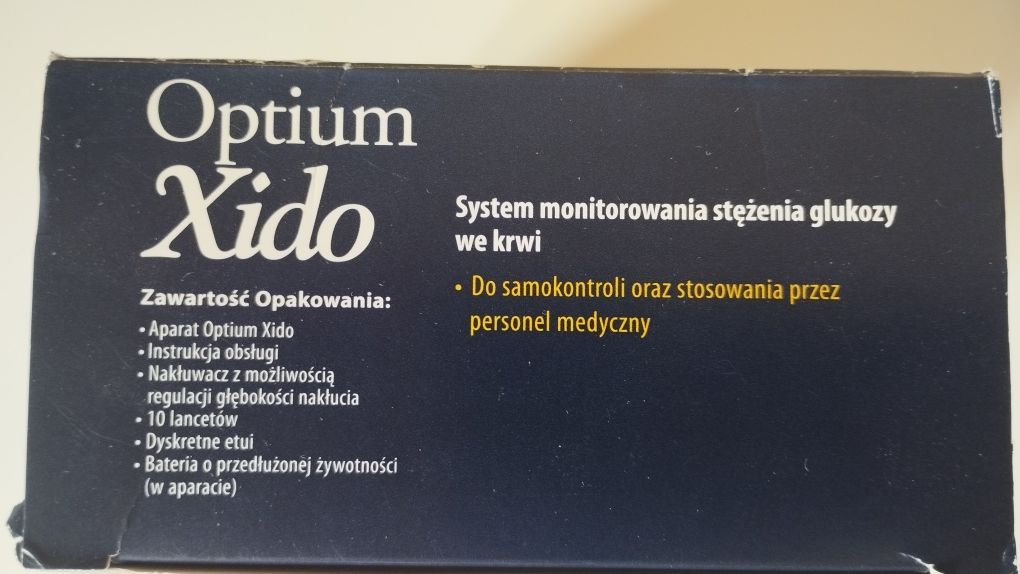 Optium
Xido
Zawartość Opakowania:
• Aparat Optium Xido
• Instrukcja obsługi
• Nakłuwacz z możliwością
regulacji głębokości nakłucia
• 10 lancetów
• Dyskretne etui
• Bateria o przedłużonej żywotności
(w aparacie)
System monitorowania stężenia glukozy
we krwi
• Do samokontroli oraz stosowania przez
personel medyczny